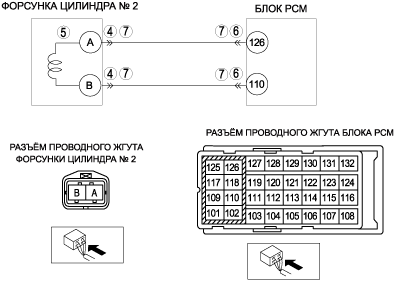 ФОРСУНКА ЦИЛИНДРА № 2
БЛОК PCM
5 A 4 7 7 6 126
B 4 7 7 6 110
РАЗЪЁМ ПРОВОДНОГО ЖГУТА
ФОРСУНКИ ЦИЛИНДРА № 2
B A
РАЗЪЁМ ПРОВОДНОГО ЖГУТА БЛОКА PCM
125 126 127 128 129 130 131 132
117 118 119 120 121 122 123 124
109 110 111 112 113 114 115 116
101 102 103 104 105 106 107 108